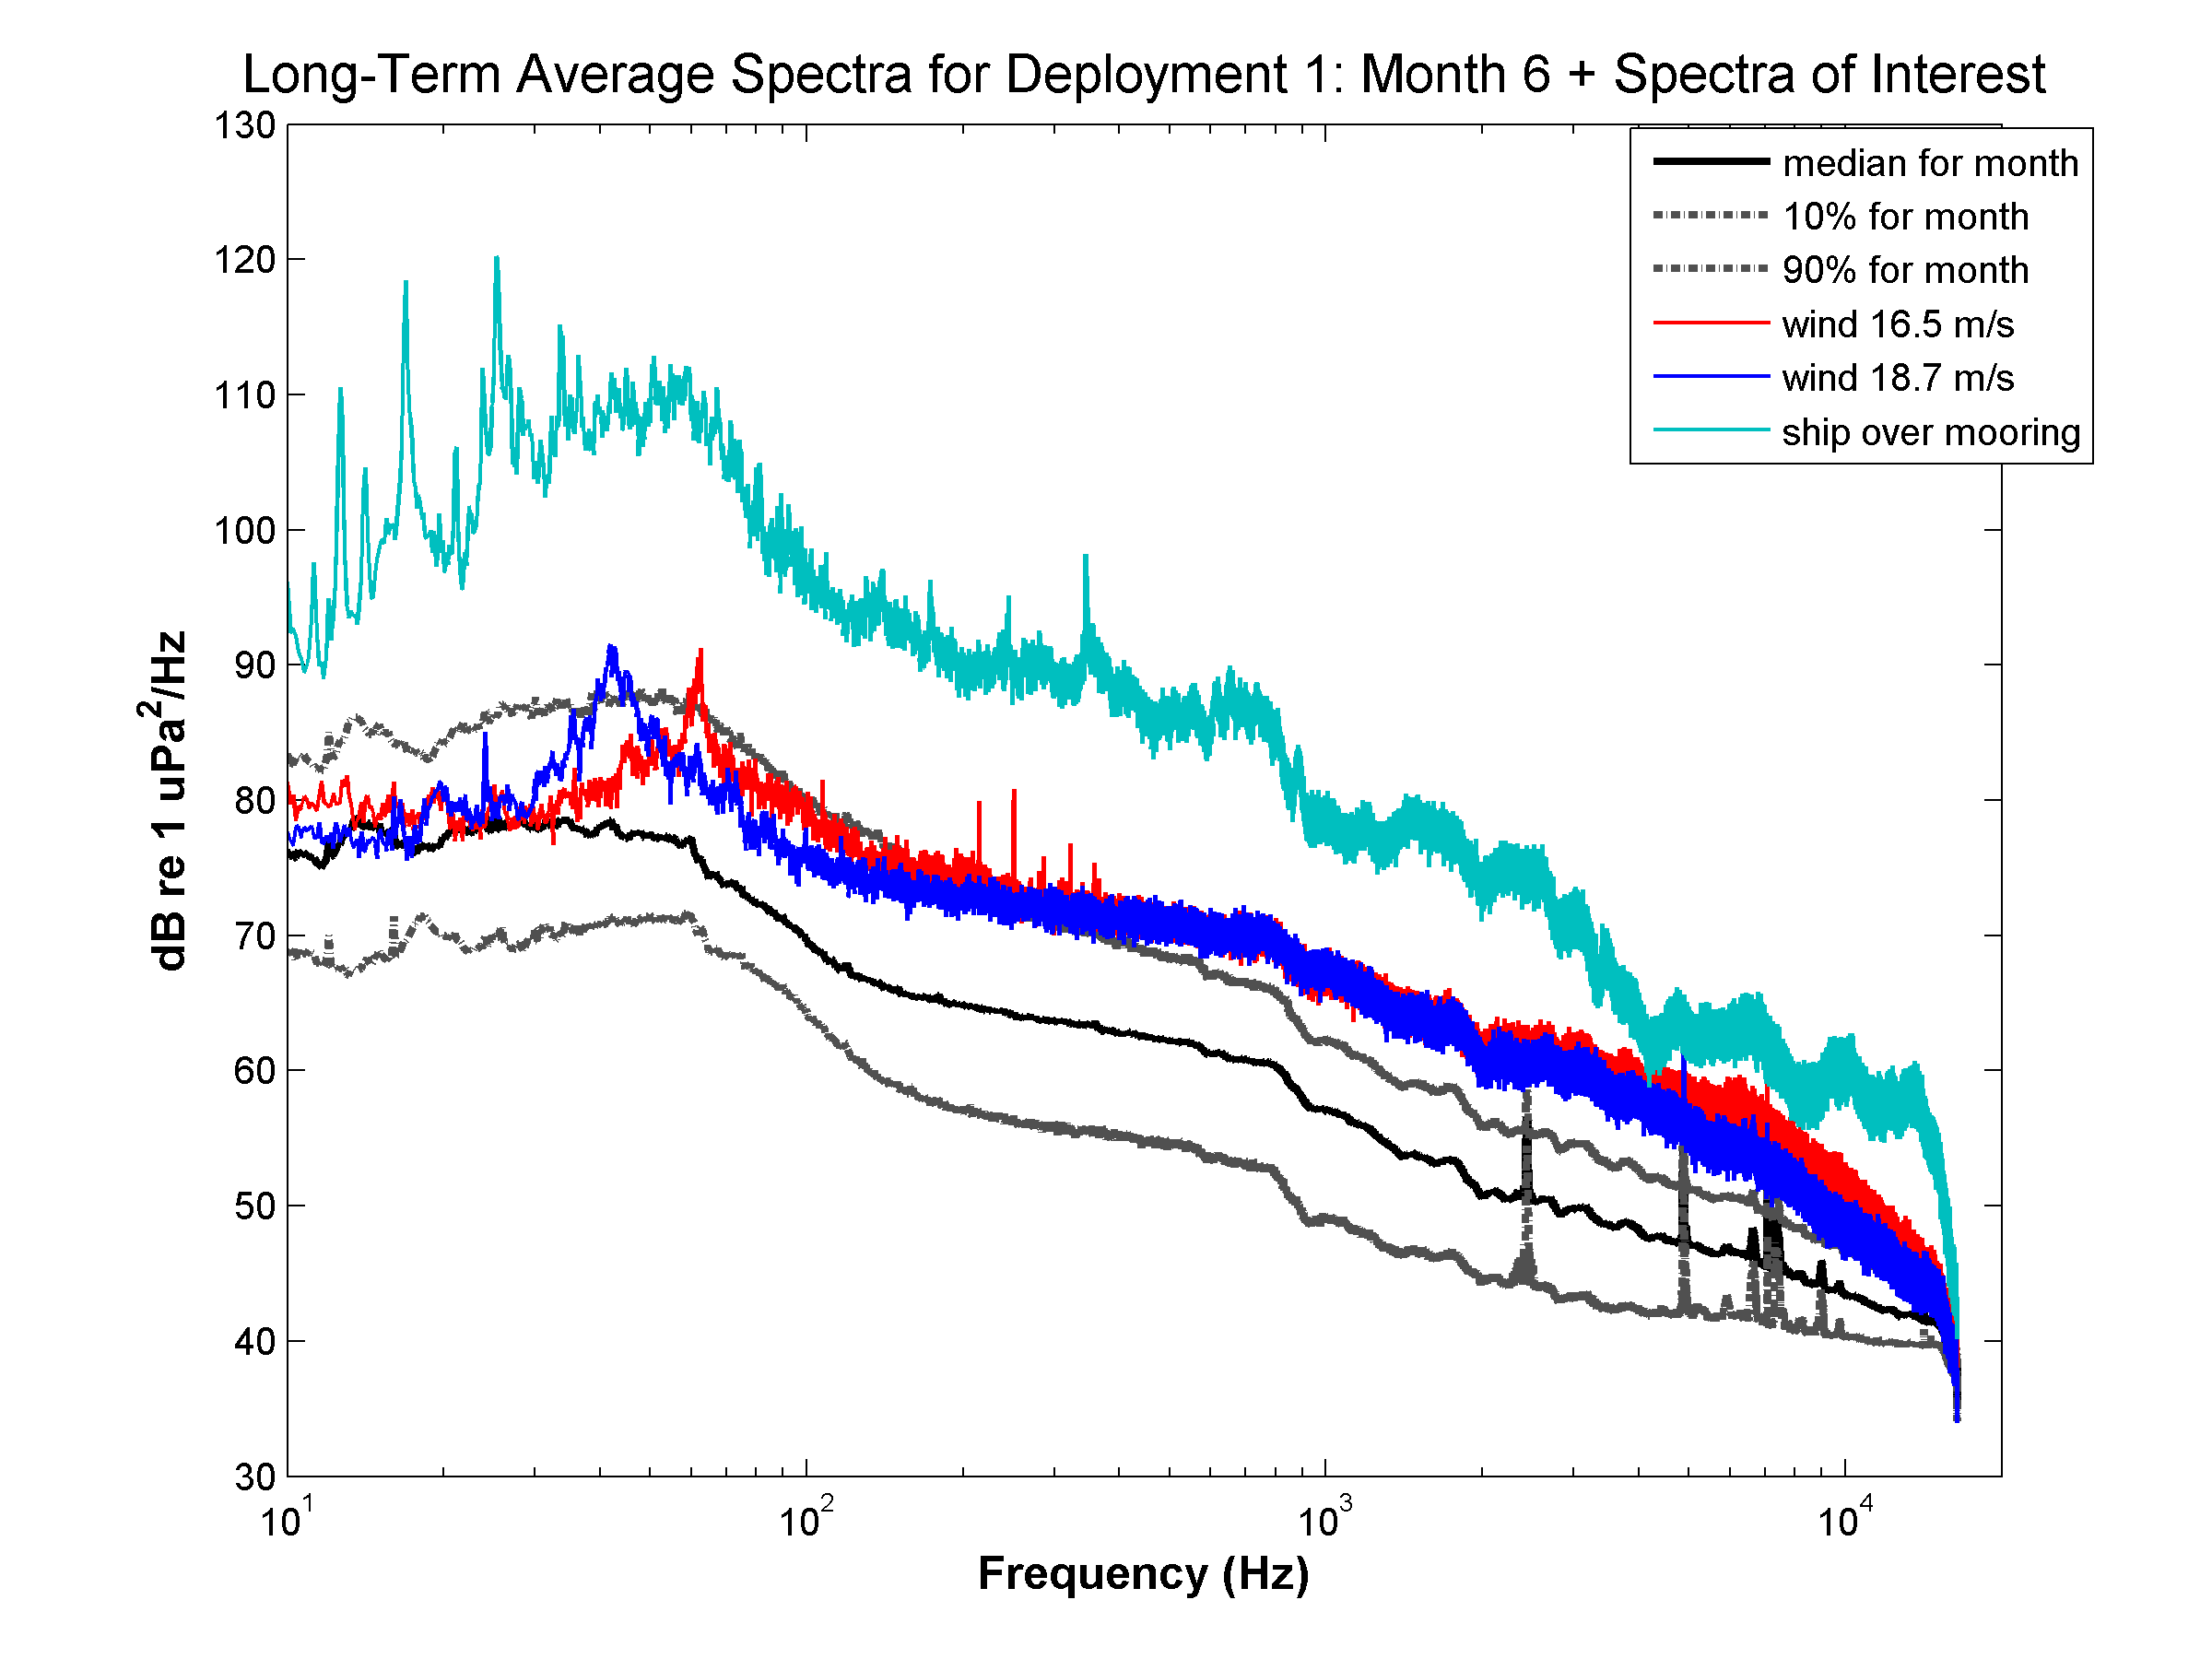 Long-Term Average Spectra for Deployment 1: Month 6 + Spectra of Interest
130
120
110
100
90
80
70
60
50
40
30
dB re 1 uPa²/Hz
median for month
10% for month
90% for month
wind 16.5 m/s
wind 18.7 m/s
ship over mooring
10¹ 10² 10³ 10⁴
Frequency (Hz)